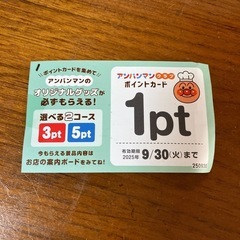 ポイントカードを集めて
アンパンマンの
オリジナルグッズが
必ずもらえる!
選べる2コース
3pt 5pt
今もらえる景品内容は
お店の案内ボードをみてね!
アンパンマンクラブ
ポイントカード
1pt
有効期限
2025年 9/30(火)まで